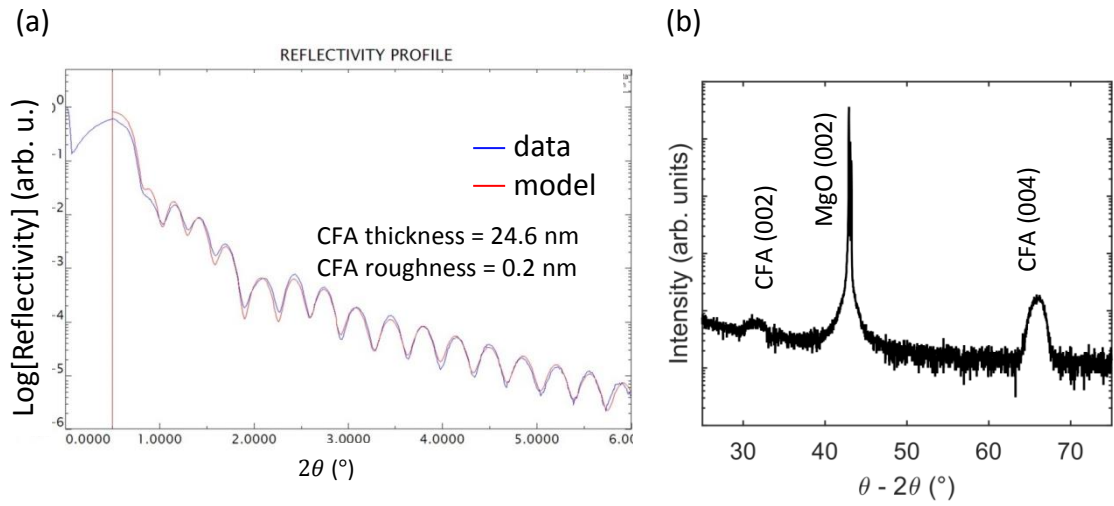 (a)
REFLECTIVITY PROFILE
Log[Reflectivity] (arb. u.)
0
-1
-2
-3
-4
-5
-6
data
model
CFA thickness = 24.6 nm
CFA roughness = 0.2 nm
0.0000 1.0000 2.0000 3.0000 4.0000 5.0000 6.00
2θ (°)
(b)
Intensity (arb. units)
CFA (002)
MgO (002)
CFA (004)
30 40 50 60 70
θ - 2θ (°)